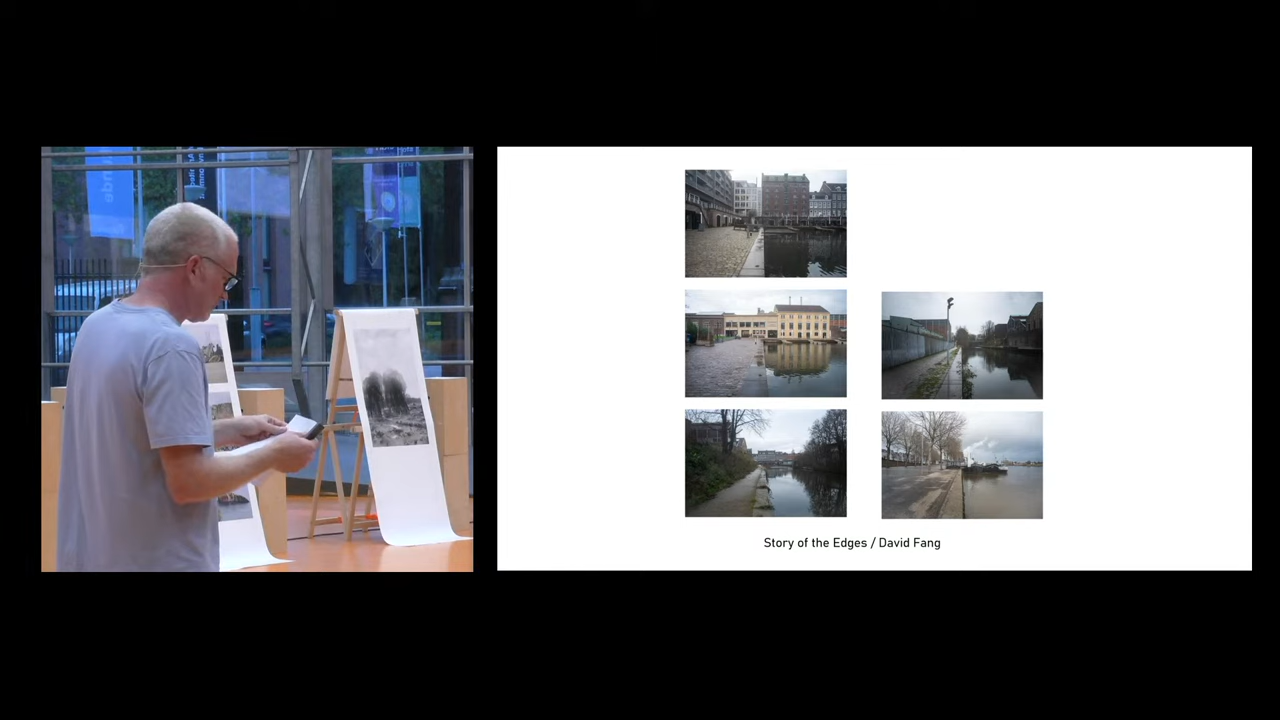 Story of the Edges / David Fang